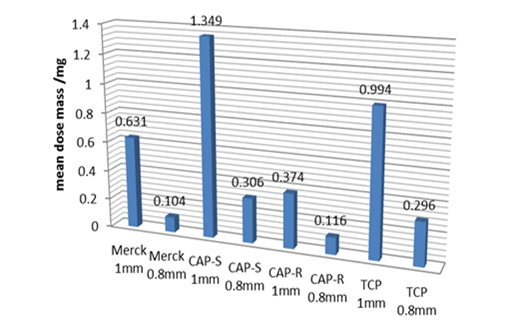 mean dose mass /mg
1.4
1.2
1
0.8
0.6
0.4
0.2
0
0.631
0.104
1.349
0.306
0.374
0.116
0.994
0.296
Merck
1mm
Merck
0.8mm
CAP-S
1mm
CAP-S
0.8mm
CAP-R
1mm
CAP-R
0.8mm
TCP
1mm
TCP
0.8mm